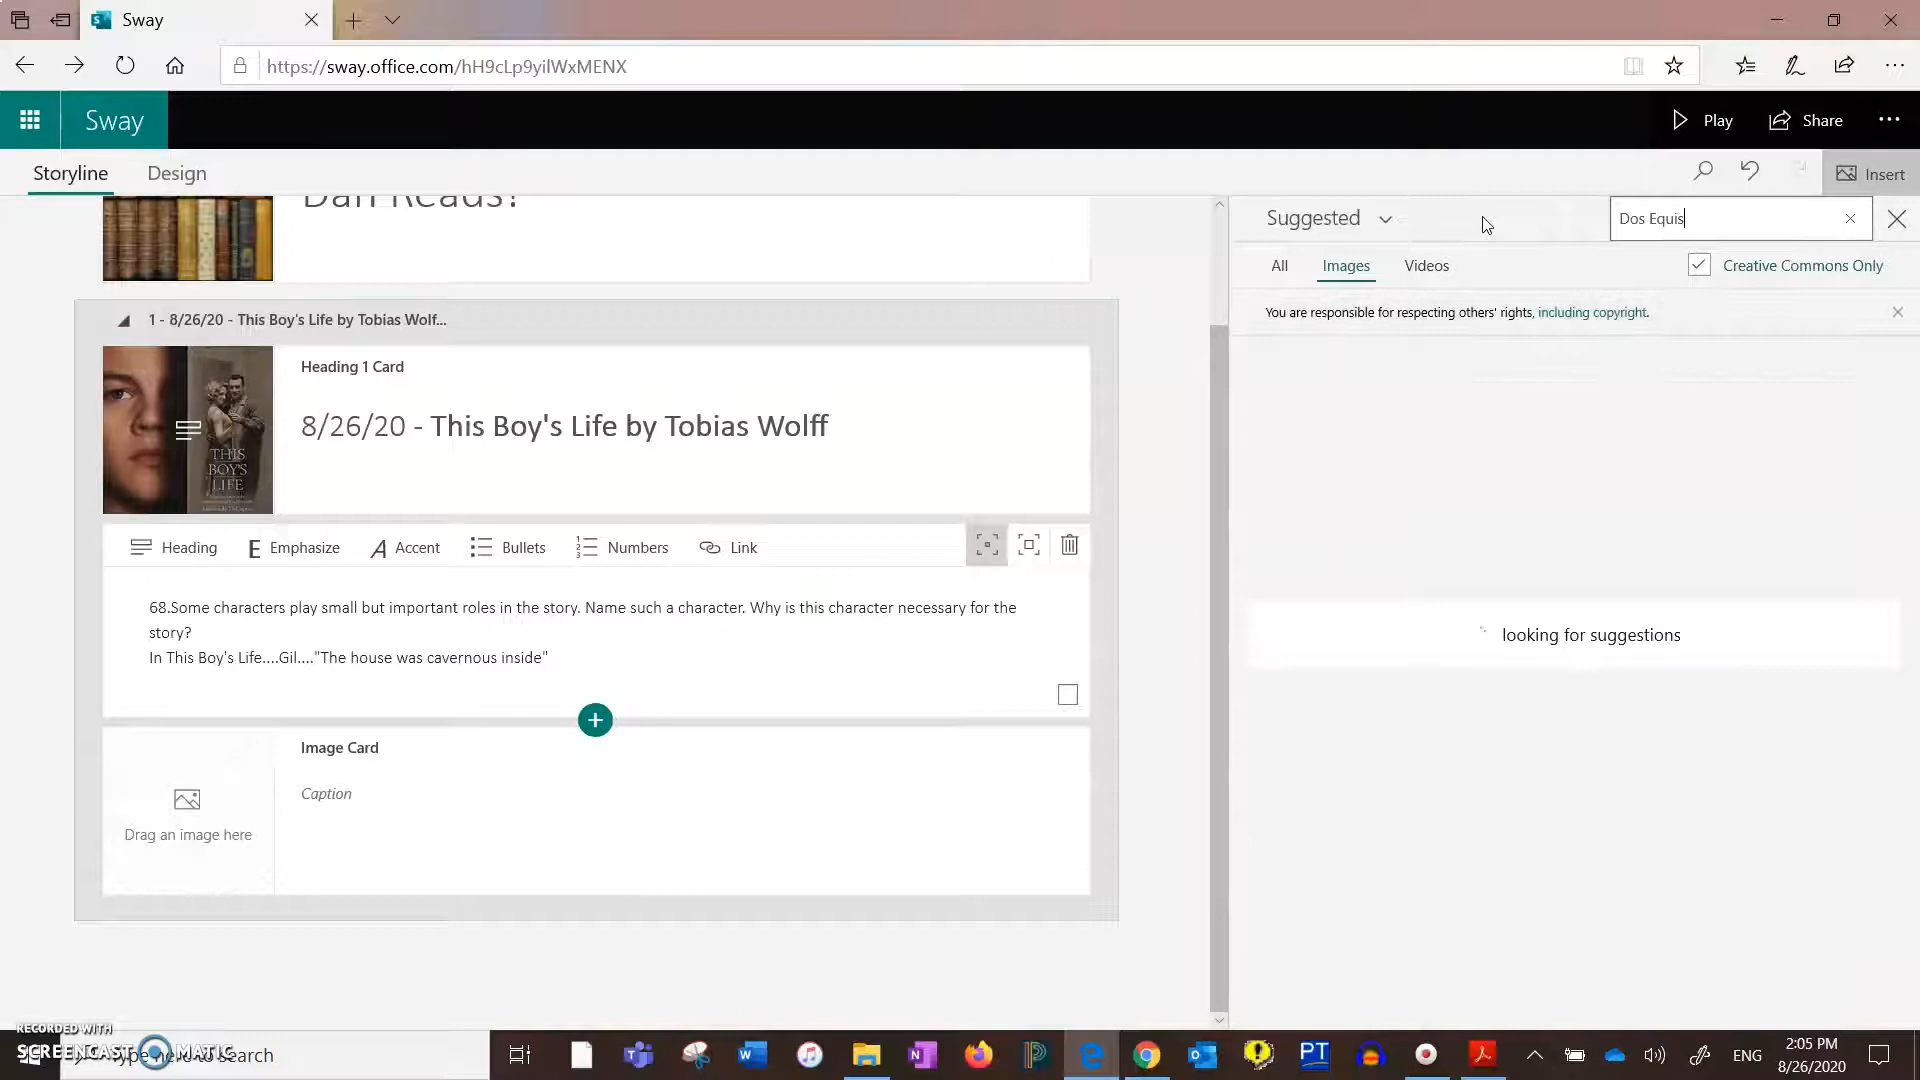 Sway
https://sway.office.com/hH9cLp9yilWxMENX
Sway
Play
Share
Storyline
Design
Insert
Dan Reads?
Suggested
Dos Equis
All
Images
Videos
Creative Commons Only
You are responsible for respecting others' rights, including copyright.
1 - 8/26/20 - This Boy's Life by Tobias Wolf...
Heading 1 Card
8/26/20 - This Boy's Life by Tobias Wolff
THIS
BOY'S
LIFE
Heading
Emphasize
Accent
Bullets
Numbers
Link
68.Some characters play small but important roles in the story. Name such a character. Why is this character necessary for the
story?
In This Boy's Life....Gil...."The house was cavernous inside"
looking for suggestions
Image Card
Caption
Drag an image here
RECORDED WITH
SCREENCAST MATIC
Type here to search
PT
ENG
2:05 PM
8/26/2020